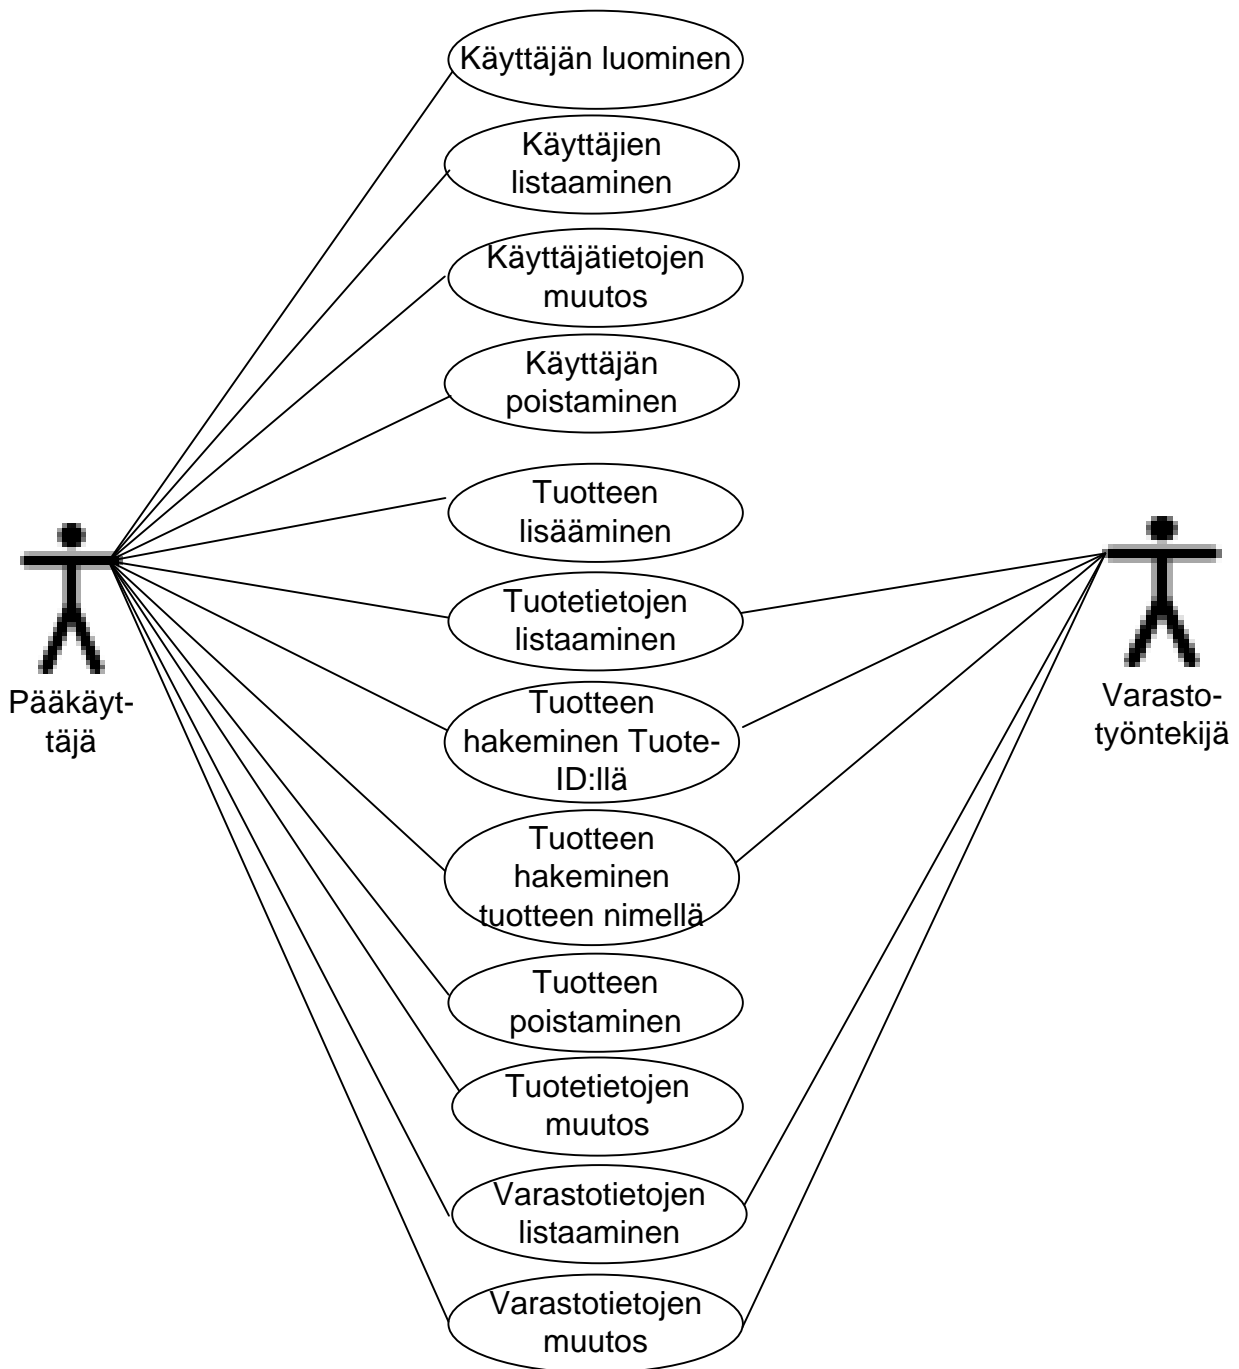 Käyttäjän luominen
Käyttäjien
listaaminen
Käyttäjätietojen
muutos
Käyttäjän
poistaminen
Tuotteen
lisääminen
Tuotetietojen
listaaminen
Pääkäyt-
täjä
Varasto-
työntekijä
Tuotteen
hakeminen Tuote-
ID:llä
Tuotteen
hakeminen
tuotteen nimellä
Tuotteen
poistaminen
Tuotetietojen
muutos
Varastotietojen
listaaminen
Varastotietojen
muutos